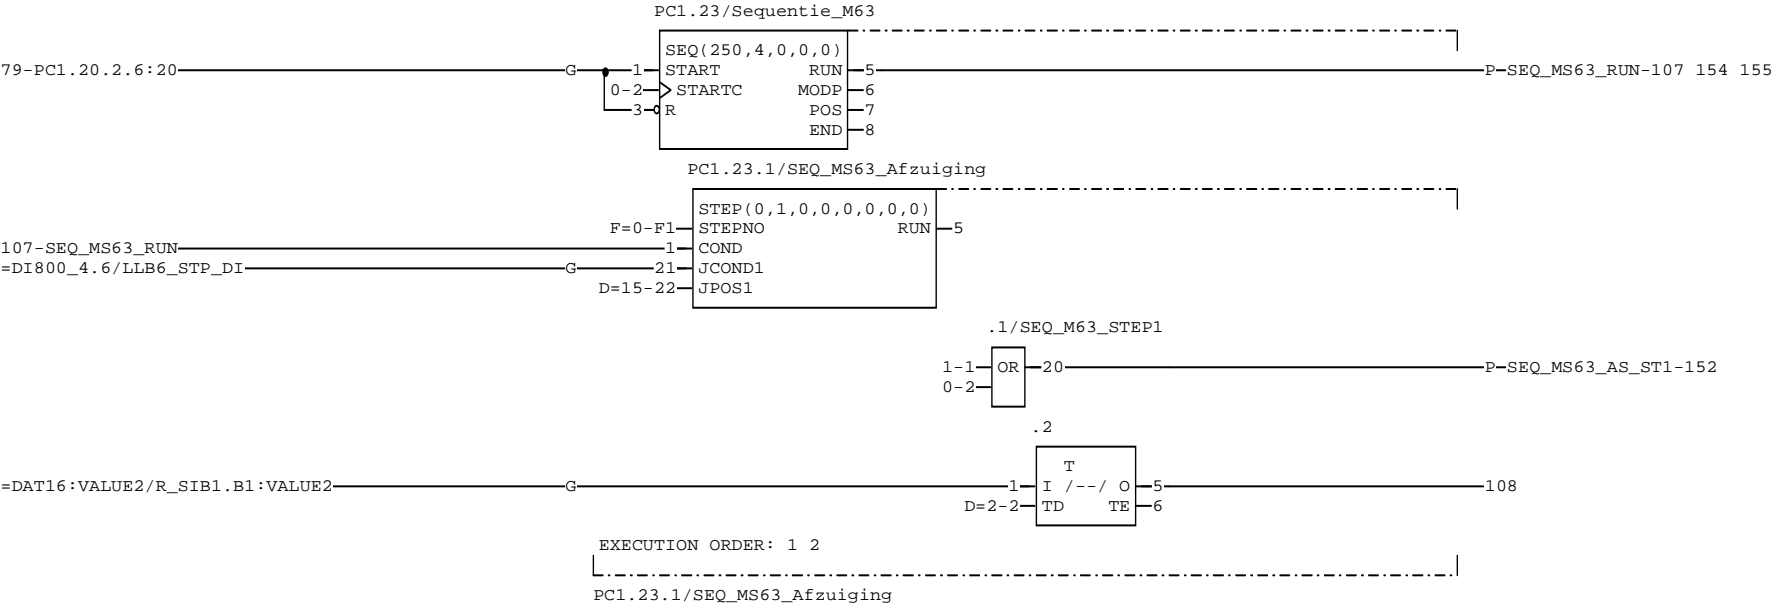 PC1.23/Sequentie_M63
SEQ(250,4,0,0,0)
79-PC1.20.2.6:20 G 1 START RUN 5 P-SEQ_MS63_RUN-107 154 155
0-2 STARTC MODP 6
3 R POS 7
END 8
PC1.23.1/SEQ_MS63_Afzuiging
STEP(0,1,0,0,0,0,0,0)
F=0-F1 STEPNO RUN 5
107-SEQ_MS63_RUN 1 COND
=DI800_4.6/LLB6_STP_DI G 21 JCOND1
D=15-22 JPOS1
.1/SEQ_M63_STEP1
1-1 OR 20 P-SEQ_MS63_AS_ST1-152
0-2
.2
T
=DAT16:VALUE2/R_SIB1.B1:VALUE2 G 1 I /--/ O 5 108
D=2-2 TD TE 6
EXECUTION ORDER: 1 2
PC1.23.1/SEQ_MS63_Afzuiging